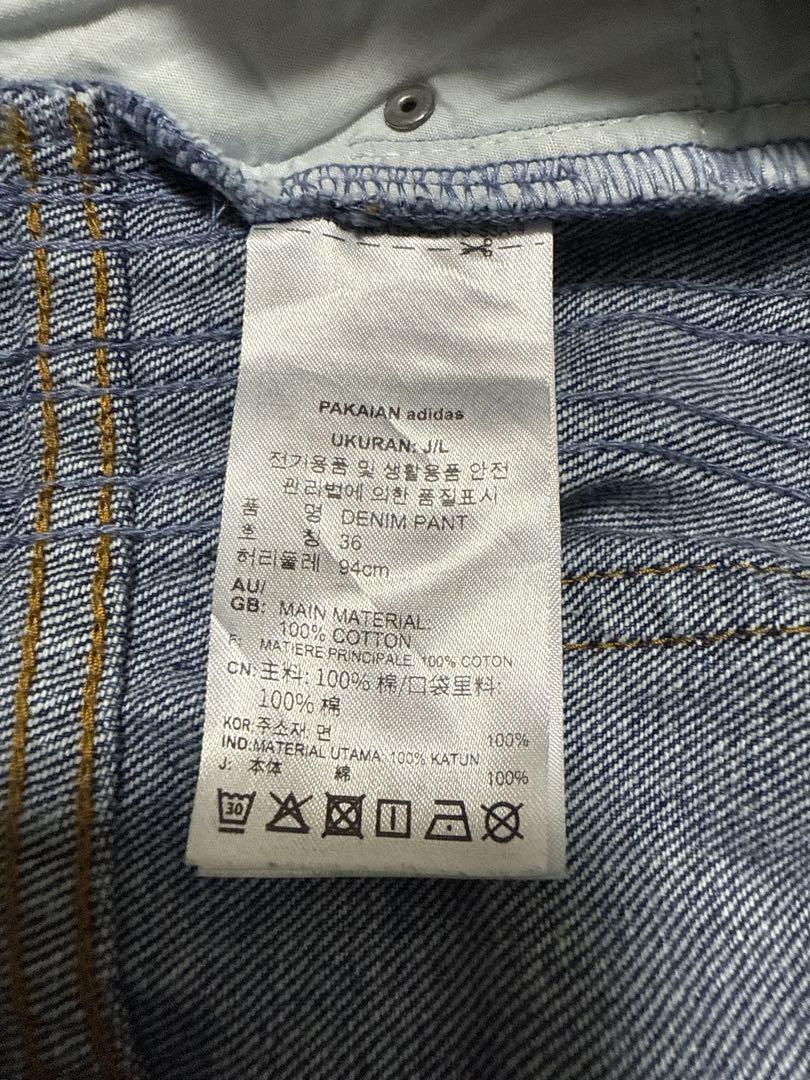 PAKAIAN adidas
UKURAN: J/L
전기용품 및 생활용품 안전
관리법에 의한 품질표시
품 명 DENIM PANT
호 칭 36
허리둘레 94cm
AU/
GB: MAIN MATERIAL:
100% COTTON
F: MATIERE PRINCIPALE: 100% COTON
CN: 主料: 100% 棉/口袋里料:
100% 棉
KOR: 주소재: 면 100%
IND: MATERIAL UTAMA: 100% KATUN
J: 本体 綿 100%
30